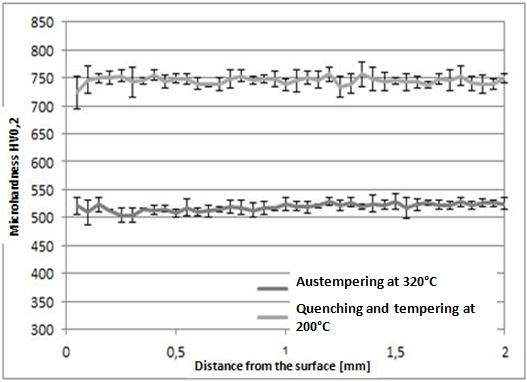 850
800
750
700
650
600
550
500
450
400
350
300
Microhardness HV0,2
Austempering at 320°C
Quenching and tempering at
200°C
0 0,5 1 1,5 2
Distance from the surface [mm]